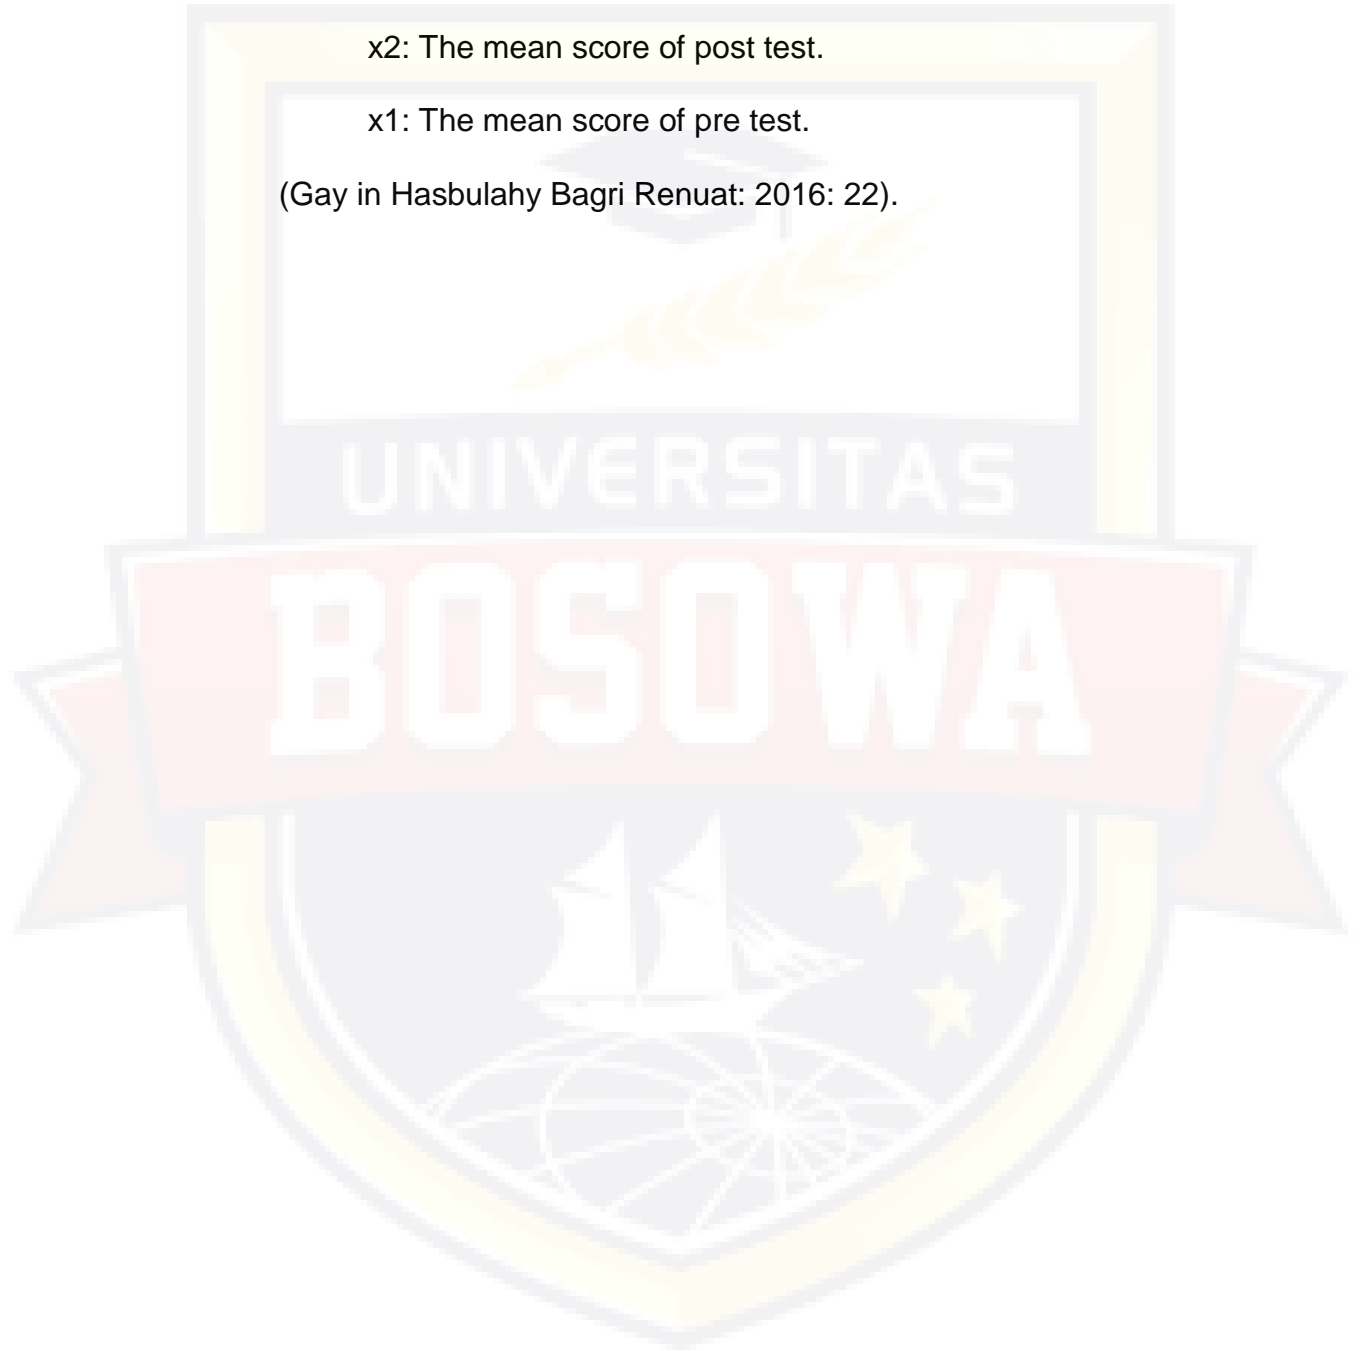 x2: The mean score of post test.
x1: The mean score of pre test.
(Gay in Hasbulahy Bagri Renuat: 2016: 22).
UNIVERSITAS
BOSOWA